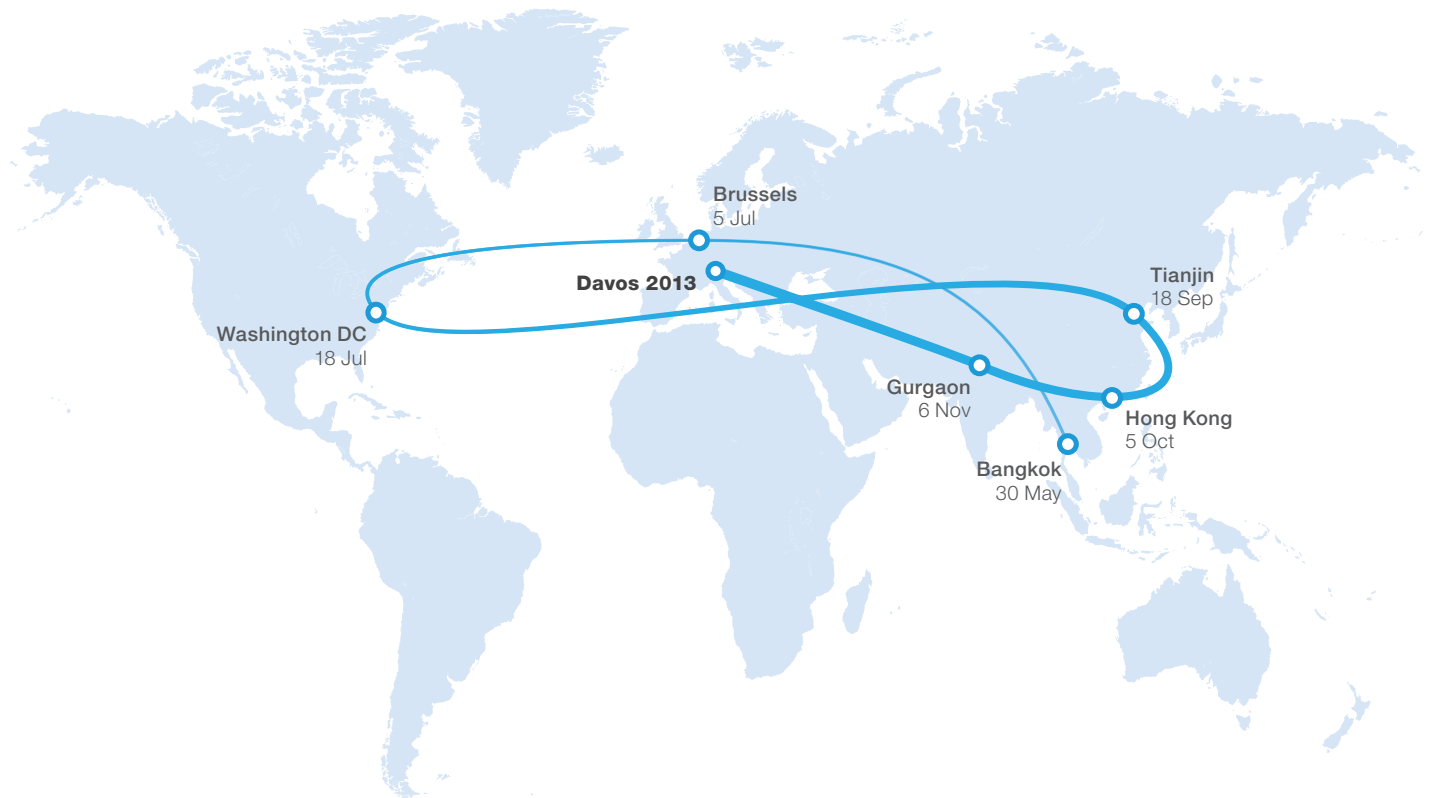 Brussels
5 Jul
Davos 2013
Tianjin
18 Sep
Washington DC
18 Jul
Gurgaon
6 Nov
Hong Kong
5 Oct
Bangkok
30 May